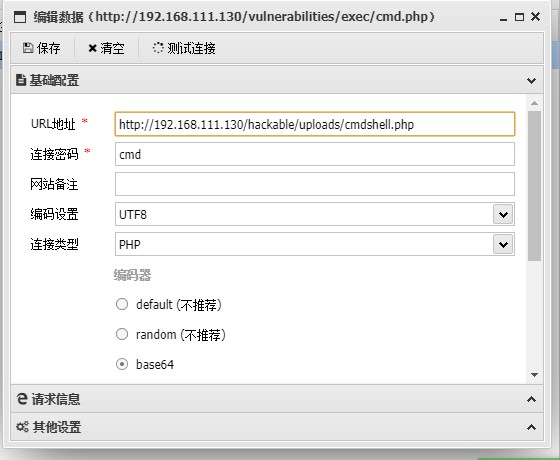 编辑数据 (http://192.168.111.130/vulnerabilities/exec/cmd.php)
保存 清空 测试连接
基础配置
URL地址 * http://192.168.111.130/hackable/uploads/cmdshell.php
连接密码 * cmd
网站备注
编码设置 UTF8
连接类型 PHP
编码器
default (不推荐)
random (不推荐)
base64
请求信息
其他设置